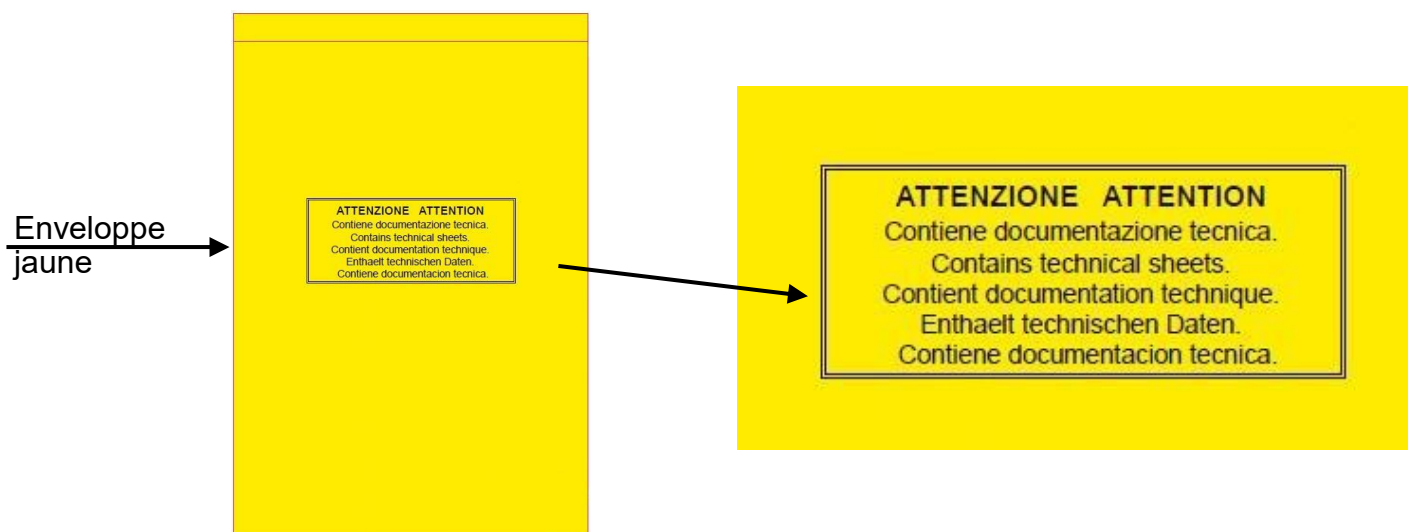 Enveloppe
jaune
ATTENZIONE ATTENTION
Contiene documentazione tecnica.
Contains technical sheets.
Contient documentation technique.
Enthaelt technischen Daten.
Contiene documentacion tecnica.
ATTENZIONE ATTENTION
Contiene documentazione tecnica.
Contains technical sheets.
Contient documentation technique.
Enthaelt technischen Daten.
Contiene documentacion tecnica.